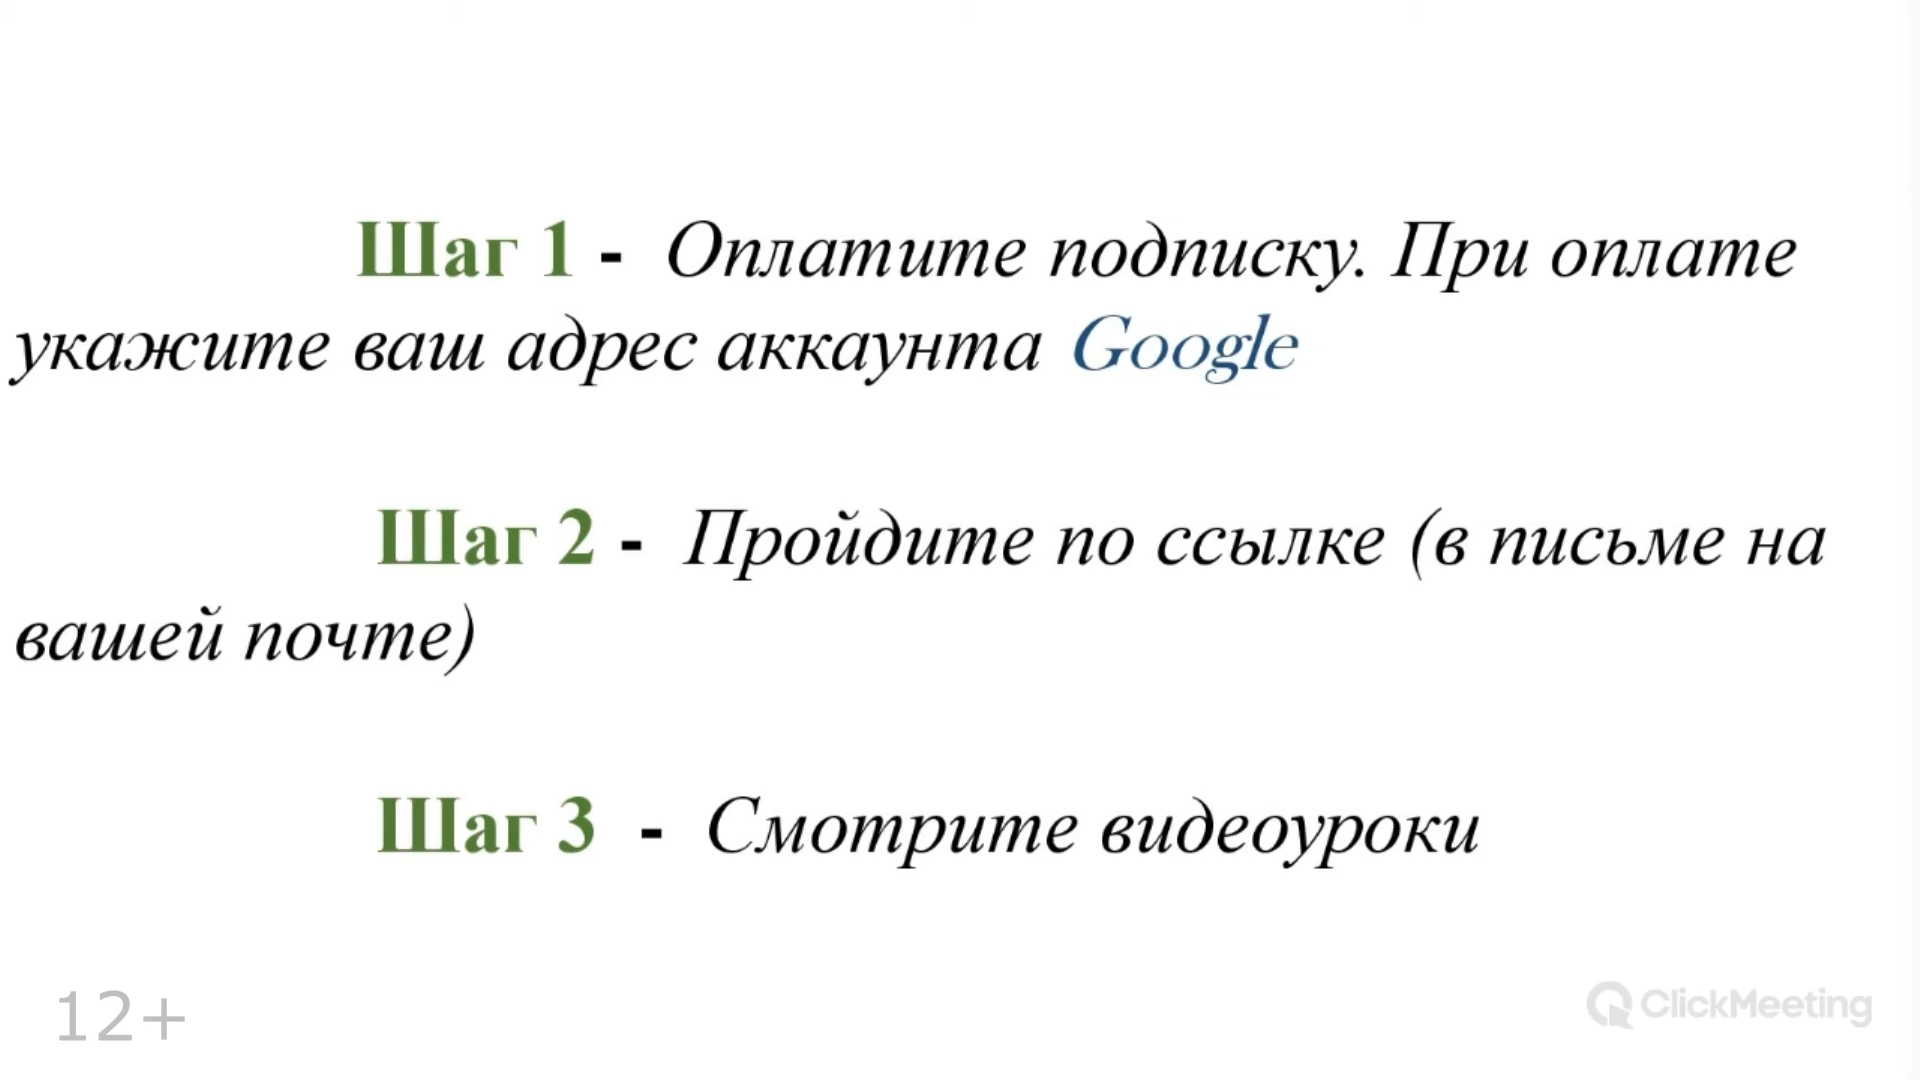 Шаг 1 - Оплатите подписку. При оплате
укажите ваш адрес аккаунта Google
Шаг 2 - Пройдите по ссылке (в письме на
вашей почте)
Шаг 3 - Смотрите видеоуроки
12+
ClickMeeting